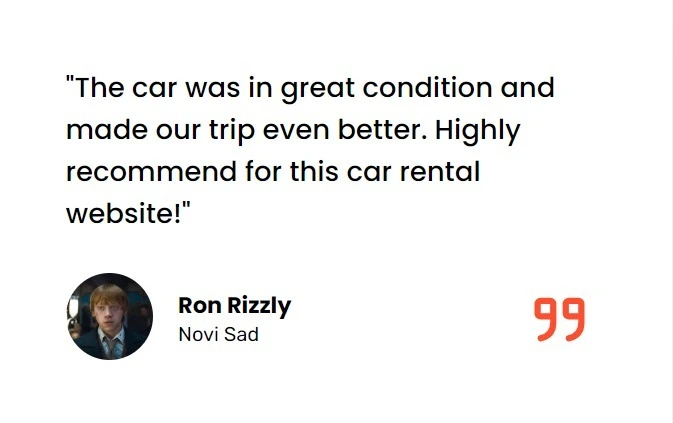 "The car was in great condition and
made our trip even better. Highly
recommend for this car rental
website!"
Ron Rizzly
Novi Sad